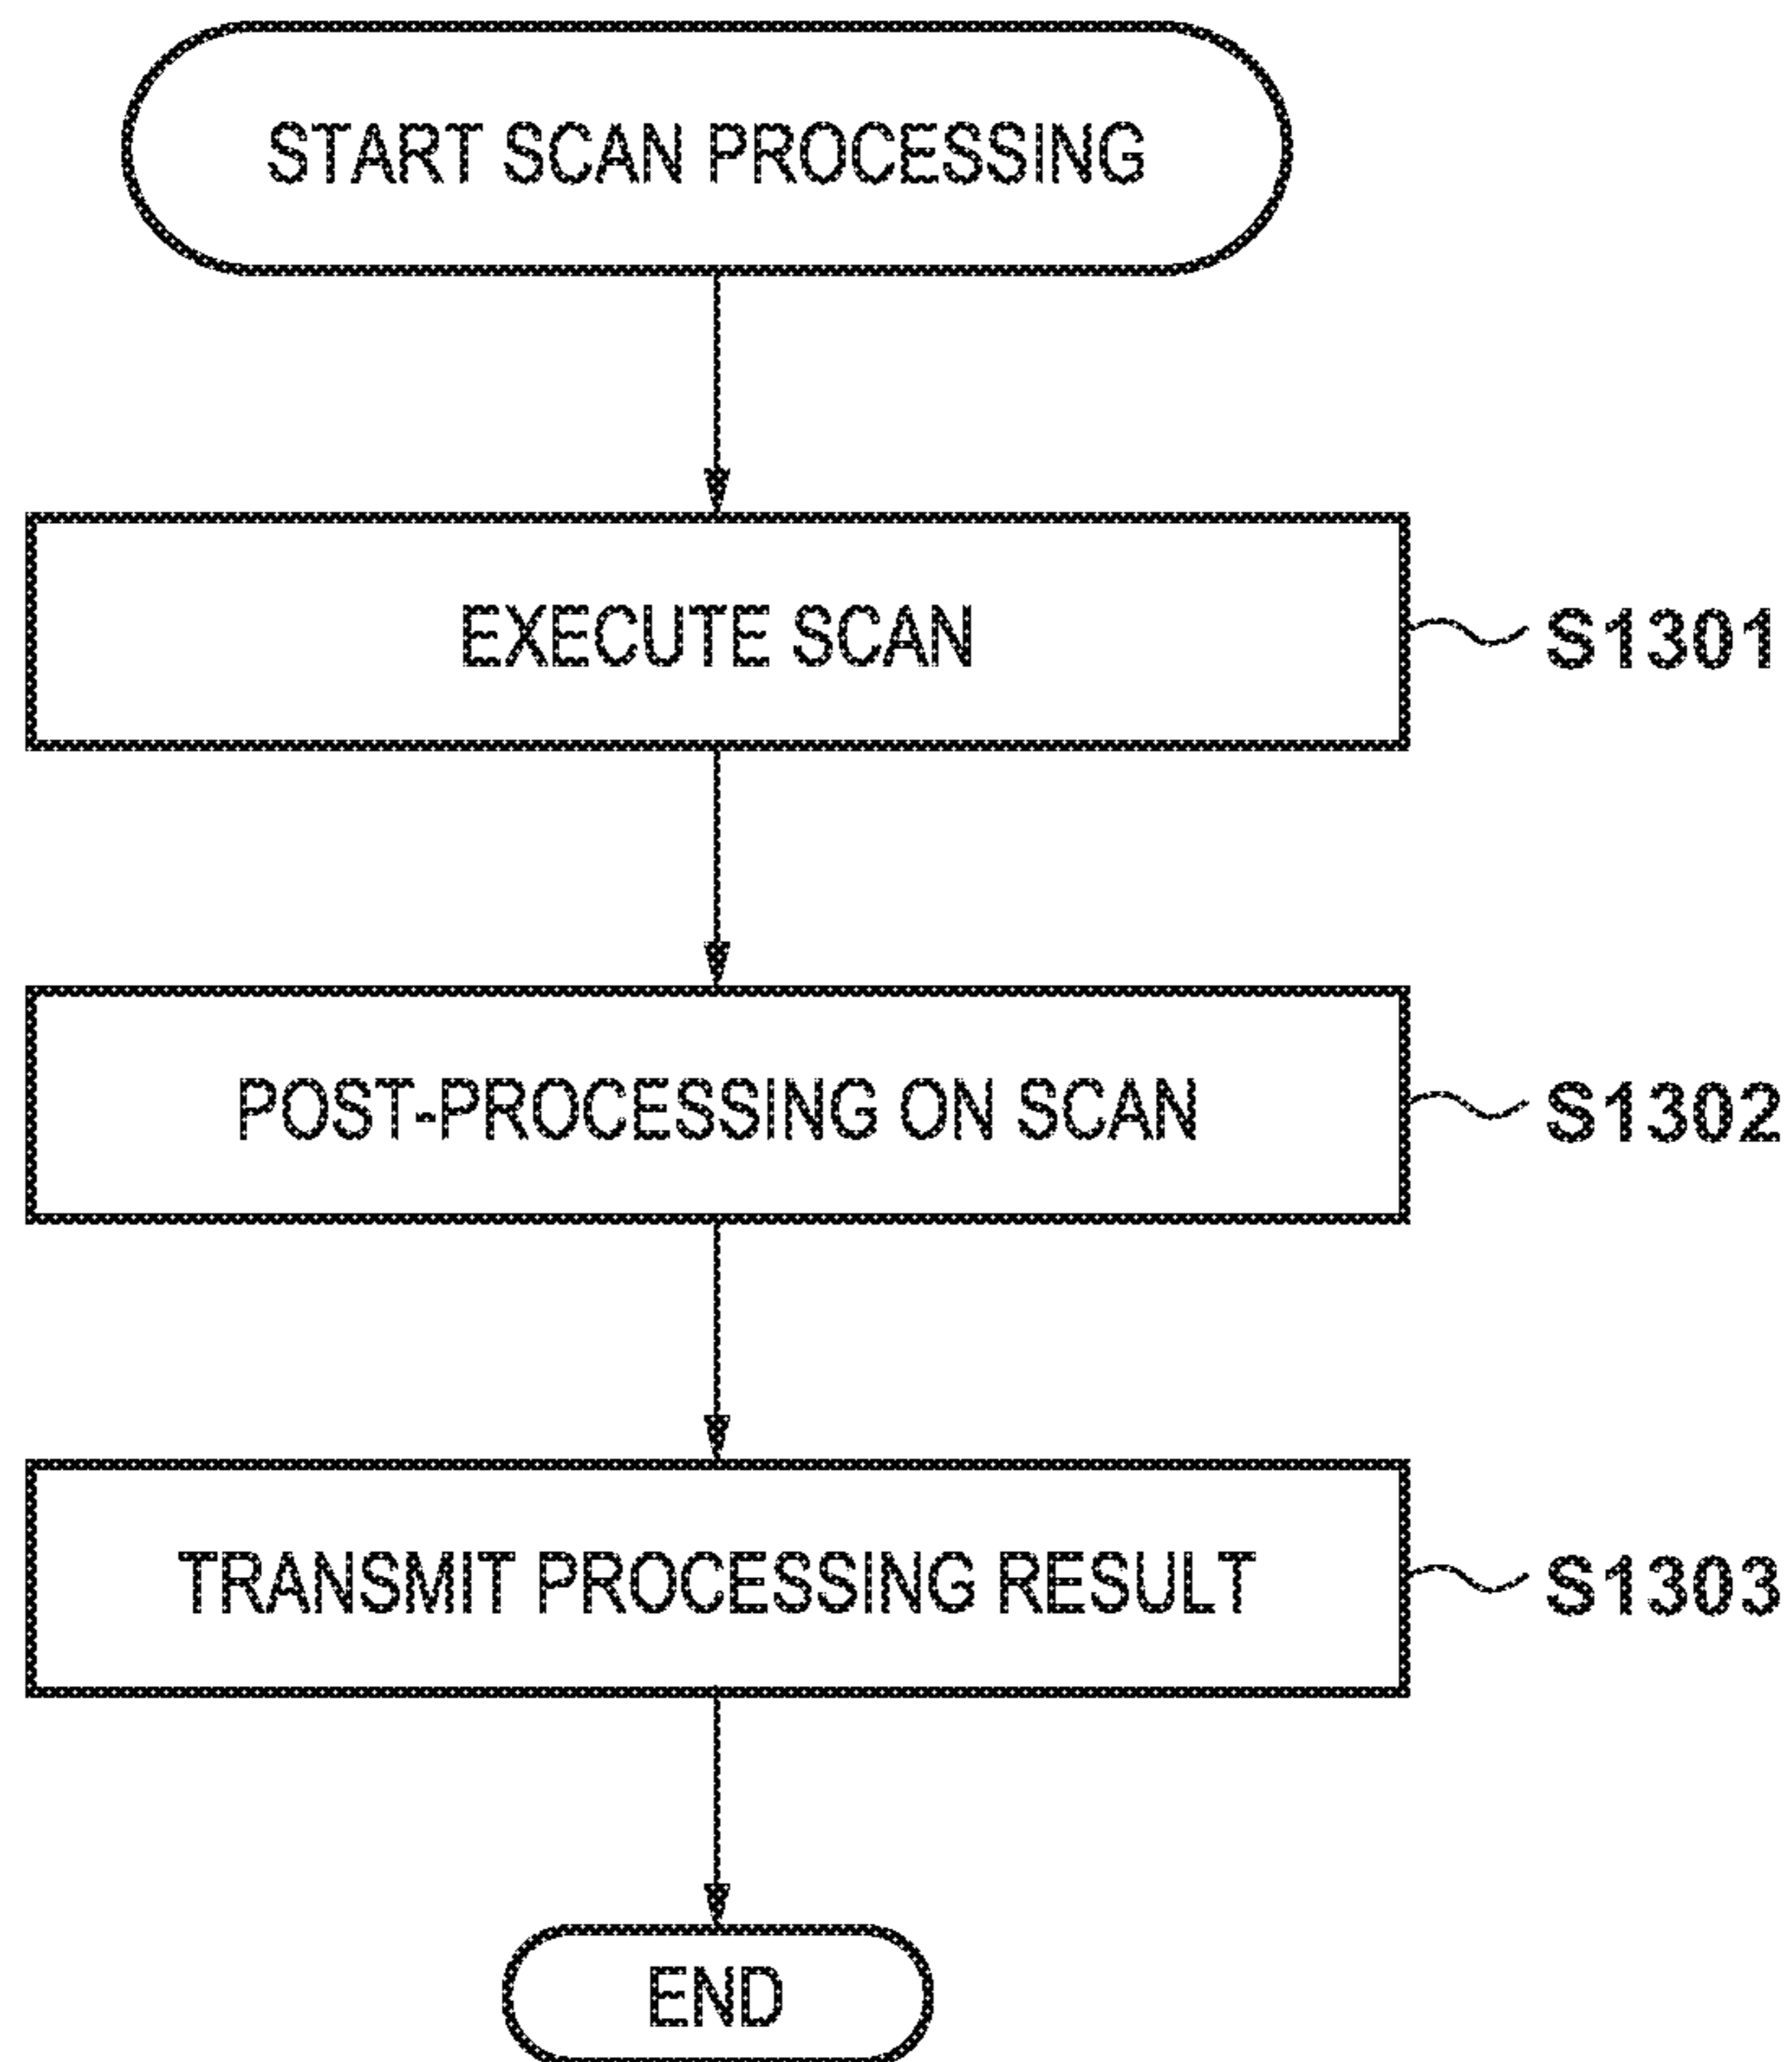 START SCAN PROCESSING
EXECUTE SCAN
S1301
POST-PROCESSING ON SCAN
S1302
TRANSMIT PROCESSING RESULT
S1303
END